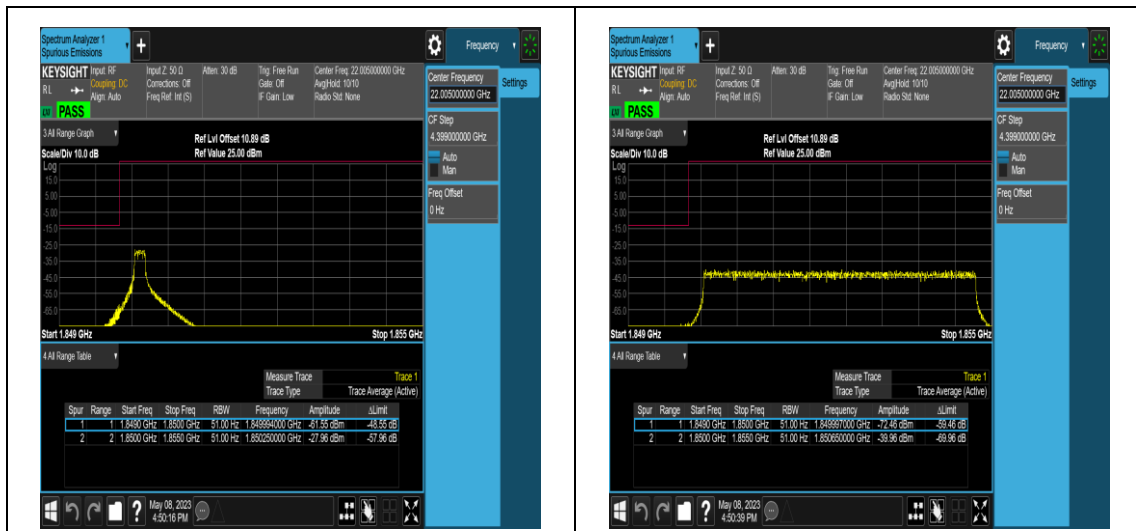 Spectrum Analyzer 1
Spurious Emissions
+
Frequency
KEYSIGHT Input: RF Input Z: 50 Ω Atten: 30 dB Trig: Free Run Center Freq: 22.005000000 GHz
RL Coupling: DC Corrections: Off Gate: Off Avg|Hold: 10/10
Align: Auto Freq Ref: Int (S) IF Gain: Low Radio Std: None
PASS
Center Frequency
22.005000000 GHz
Settings
CF Step
4.399000000 GHz
Auto
Man
Freq Offset
0 Hz
3 All Range Graph
Ref Lvl Offset 10.89 dB
Scale/Div 10.0 dB Ref Value 25.00 dBm
Log
15.0
5.00
-5.00
-15.0
-25.0
-35.0
-45.0
-55.0
-65.0
Start 1.849 GHz Stop 1.855 GHz
4 All Range Table
Measure Trace Trace 1
Trace Type Trace Average (Active)
Spur Range Start Freq Stop Freq RBW Frequency Amplitude ΔLimit
1 1 1.8490 GHz 1.8500 GHz 51.00 Hz 1.849994000 GHz -61.55 dBm -48.55 dB
2 2 1.8500 GHz 1.8550 GHz 51.00 Hz 1.850250000 GHz -27.96 dBm -57.96 dB
?
May 08, 2023
4:50:16 PM
Spectrum Analyzer 1
Spurious Emissions
+
Frequency
KEYSIGHT Input: RF Input Z: 50 Ω Atten: 30 dB Trig: Free Run Center Freq: 22.005000000 GHz
RL Coupling: DC Corrections: Off Gate: Off Avg|Hold: 10/10
Align: Auto Freq Ref: Int (S) IF Gain: Low Radio Std: None
PASS
Center Frequency
22.005000000 GHz
Settings
CF Step
4.399000000 GHz
Auto
Man
Freq Offset
0 Hz
3 All Range Graph
Ref Lvl Offset 10.89 dB
Scale/Div 10.0 dB Ref Value 25.00 dBm
Log
15.0
5.00
-5.00
-15.0
-25.0
-35.0
-45.0
-55.0
-65.0
Start 1.849 GHz Stop 1.855 GHz
4 All Range Table
Measure Trace Trace 1
Trace Type Trace Average (Active)
Spur Range Start Freq Stop Freq RBW Frequency Amplitude ΔLimit
1 1 1.8490 GHz 1.8500 GHz 51.00 Hz 1.849997000 GHz -72.46 dBm -59.46 dB
2 2 1.8500 GHz 1.8550 GHz 51.00 Hz 1.850650000 GHz -39.96 dBm -69.96 dB
?
May 08, 2023
4:50:39 PM